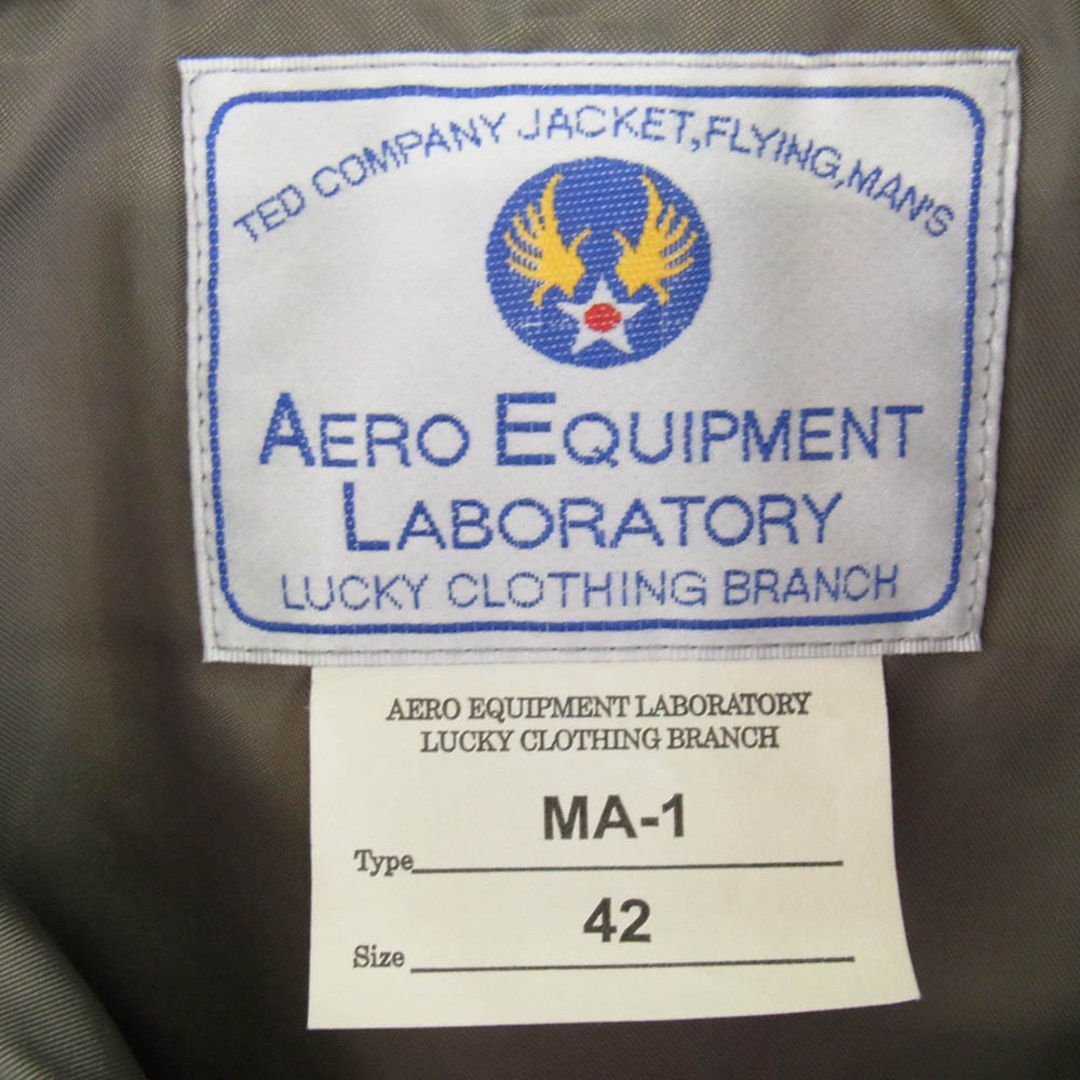 TED COMPANY JACKET,FLYING,MAN'S
AERO EQUIPMENT
LABORATORY
LUCKY CLOTHING BRANCH
AERO EQUIPMENT LABORATORY
LUCKY CLOTHING BRANCH
Type MA-1
Size 42